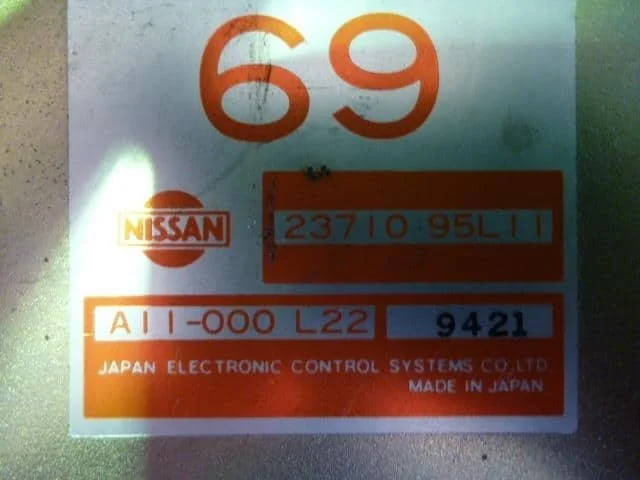 69
NISSAN
23710 95L11
A11-000 L22 9421
JAPAN ELECTRONIC CONTROL SYSTEMS CO.,LTD.
MADE IN JAPAN